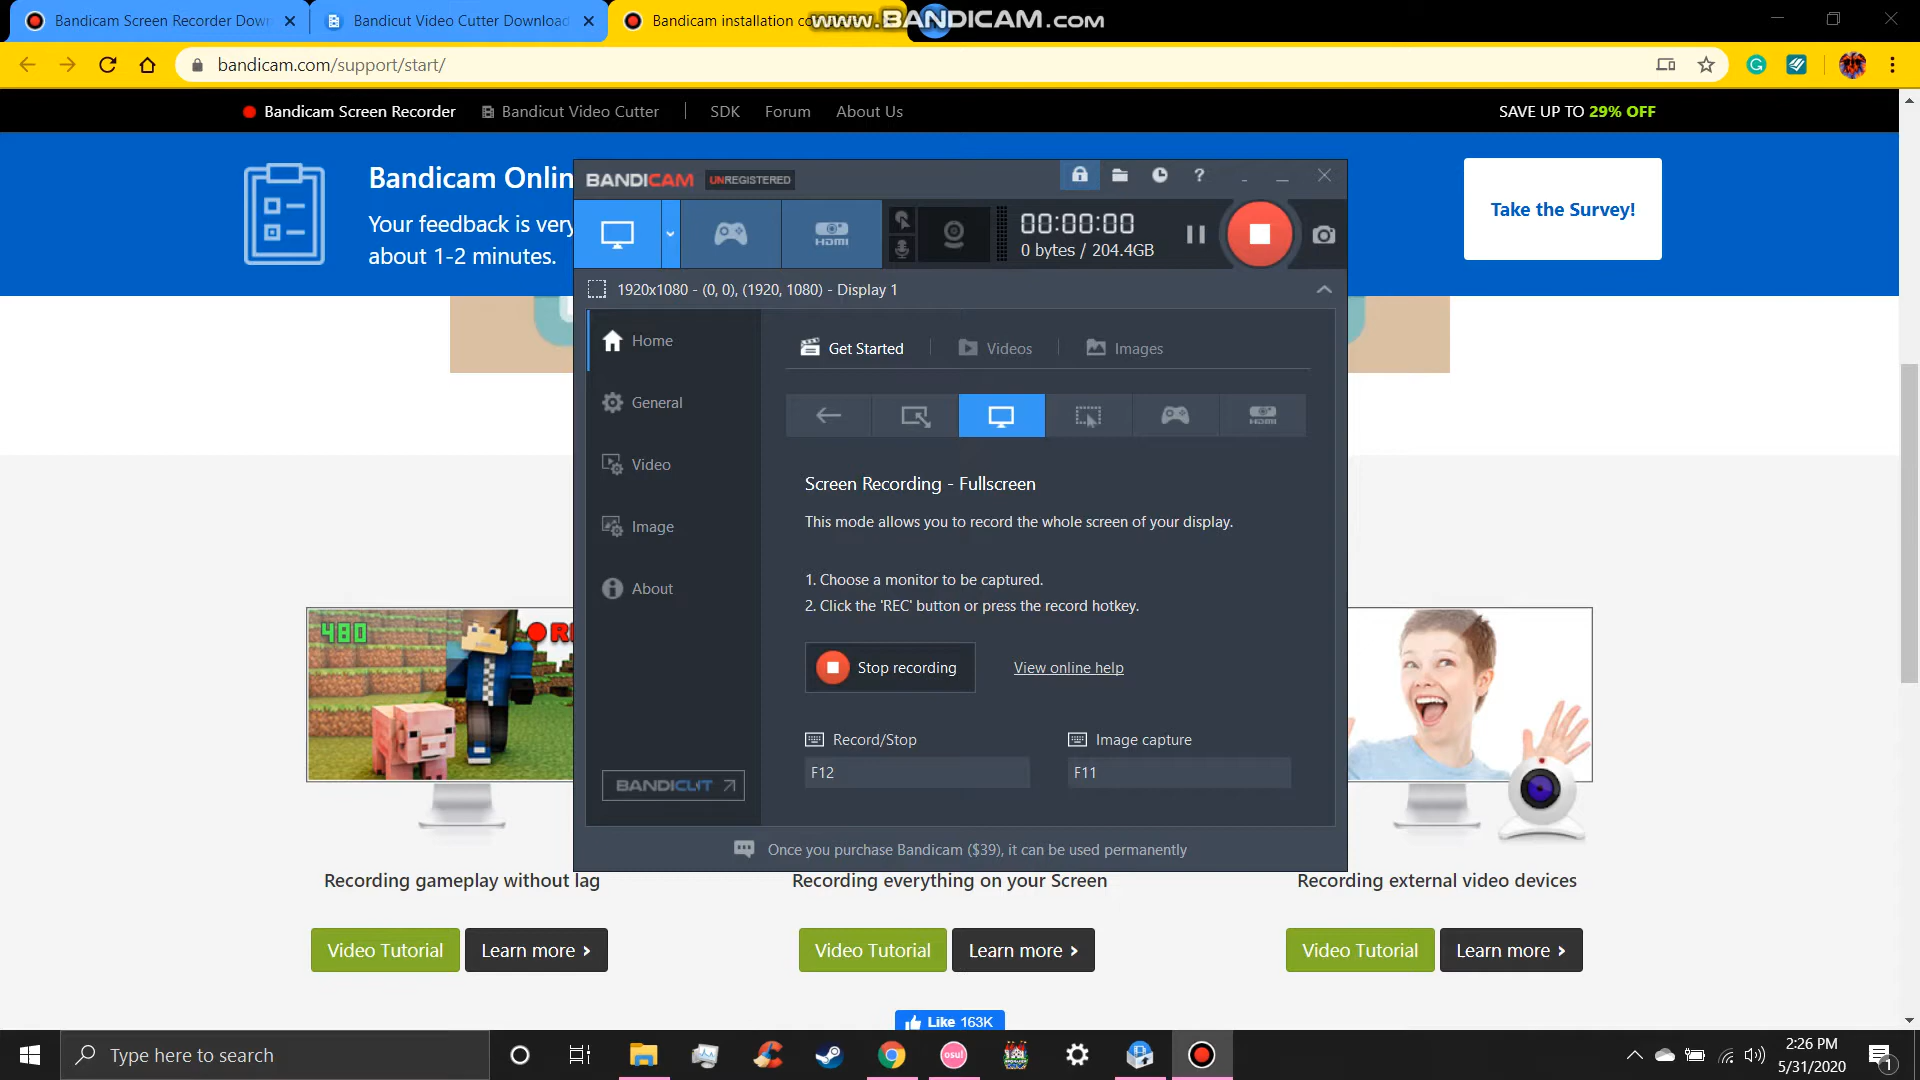 Bandicam Screen Recorder Dow
Bandicut Video Cutter Download
Bandicam installation co
www.BANDICAM.com
bandicam.com/support/start/
Bandicam Screen Recorder
Bandicut Video Cutter
SDK
Forum
About Us
SAVE UP TO 29% OFF
Bandicam Onlin
Your feedback is very
about 1-2 minutes.
Take the Survey!
BANDICAM
UNREGISTERED
HDMI
00:00:00
0 bytes / 204.4GB
1920x1080 - (0, 0), (1920, 1080) - Display 1
Home
General
Video
Image
About
BANDICUT
Get Started
Videos
Images
HDMI
Screen Recording - Fullscreen
This mode allows you to record the whole screen of your display.
1. Choose a monitor to be captured.
2. Click the 'REC' button or press the record hotkey.
Stop recording
View online help
Record/Stop
Image capture
F12
F11
Once you purchase Bandicam ($39), it can be used permanently
480
RE
Recording gameplay without lag
Recording everything on your Screen
Recording external video devices
Video Tutorial
Learn more >
Video Tutorial
Learn more >
Video Tutorial
Learn more >
Like 163K
Type here to search
osu!
2:26 PM
5/31/2020
1